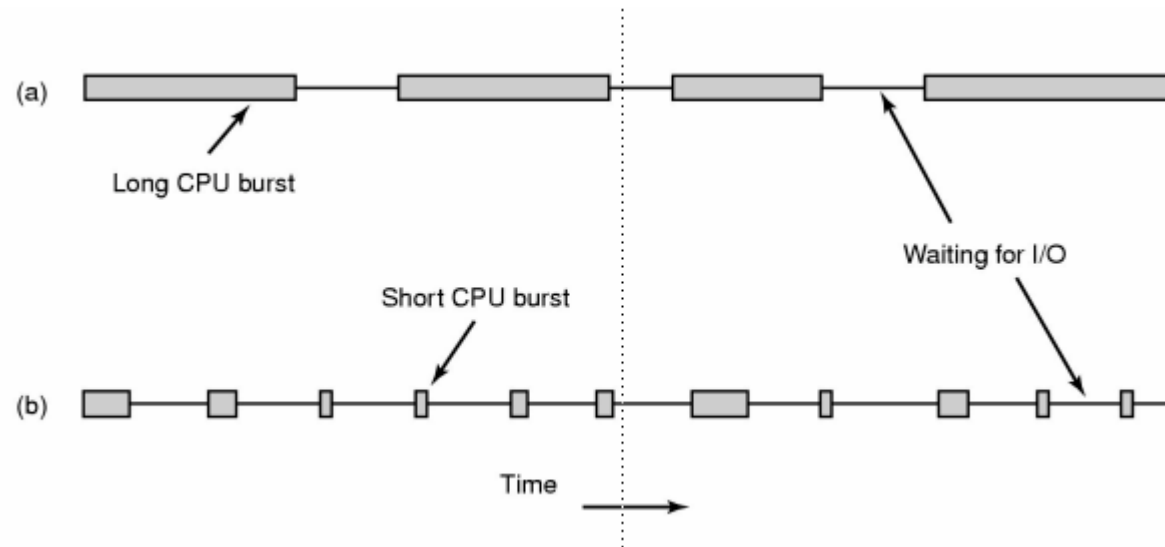 (a)
Long CPU burst
Waiting for I/O
Short CPU burst
(b)
Time